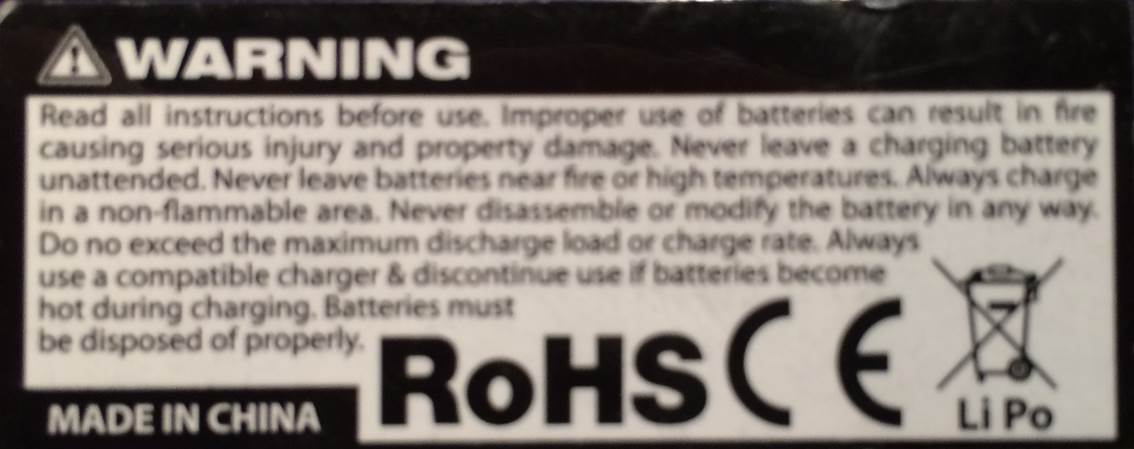 WARNING
Read all instructions before use. Improper use of batteries can result in fire
causing serious injury and property damage. Never leave a charging battery
unattended. Never leave batteries near fire or high temperatures. Always charge
in a non-flammable area. Never disassemble or modify the battery in any way.
Do no exceed the maximum discharge load or charge rate. Always
use a compatible charger & discontinue use if batteries become
hot during charging. Batteries must
be disposed of properly.
RoHS CE
Li Po
MADE IN CHINA